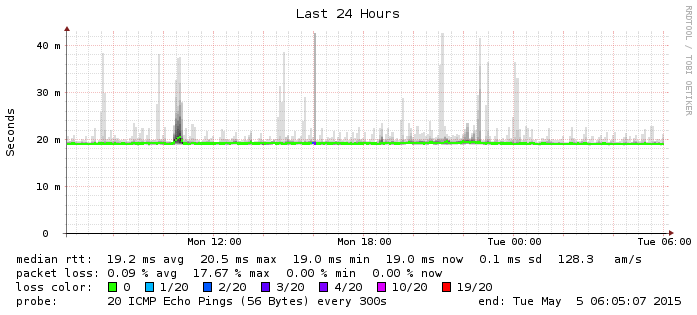 Last 24 Hours
RRDTOOL / TOBI OETIKER
Seconds
40 m
30 m
20 m
10 m
0
Mon 12:00 Mon 18:00 Tue 00:00 Tue 06:00
median rtt: 19.2 ms avg 20.5 ms max 19.0 ms min 19.0 ms now 0.1 ms sd 128.3 am/s
packet loss: 0.09 % avg 17.67 % max 0.00 % min 0.00 % now
loss color: 0 1/20 2/20 3/20 4/20 10/20 19/20
probe: 20 ICMP Echo Pings (56 Bytes) every 300s end: Tue May 5 06:05:07 2015